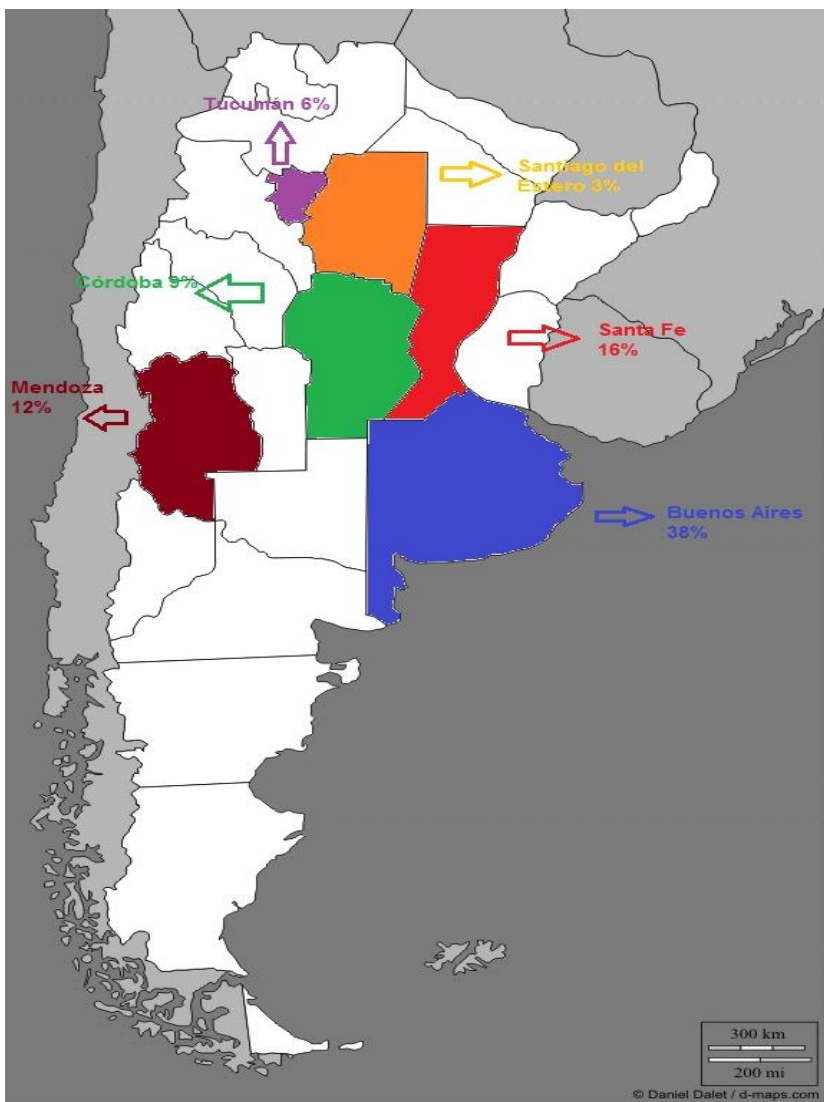 Tucumán 6%
Santiago del
Estero 3%
Córdoba 9%
Santa Fe
16%
Mendoza
12%
Buenos Aires
38%
300 km
200 mi
© Daniel Dalet / d-maps.com